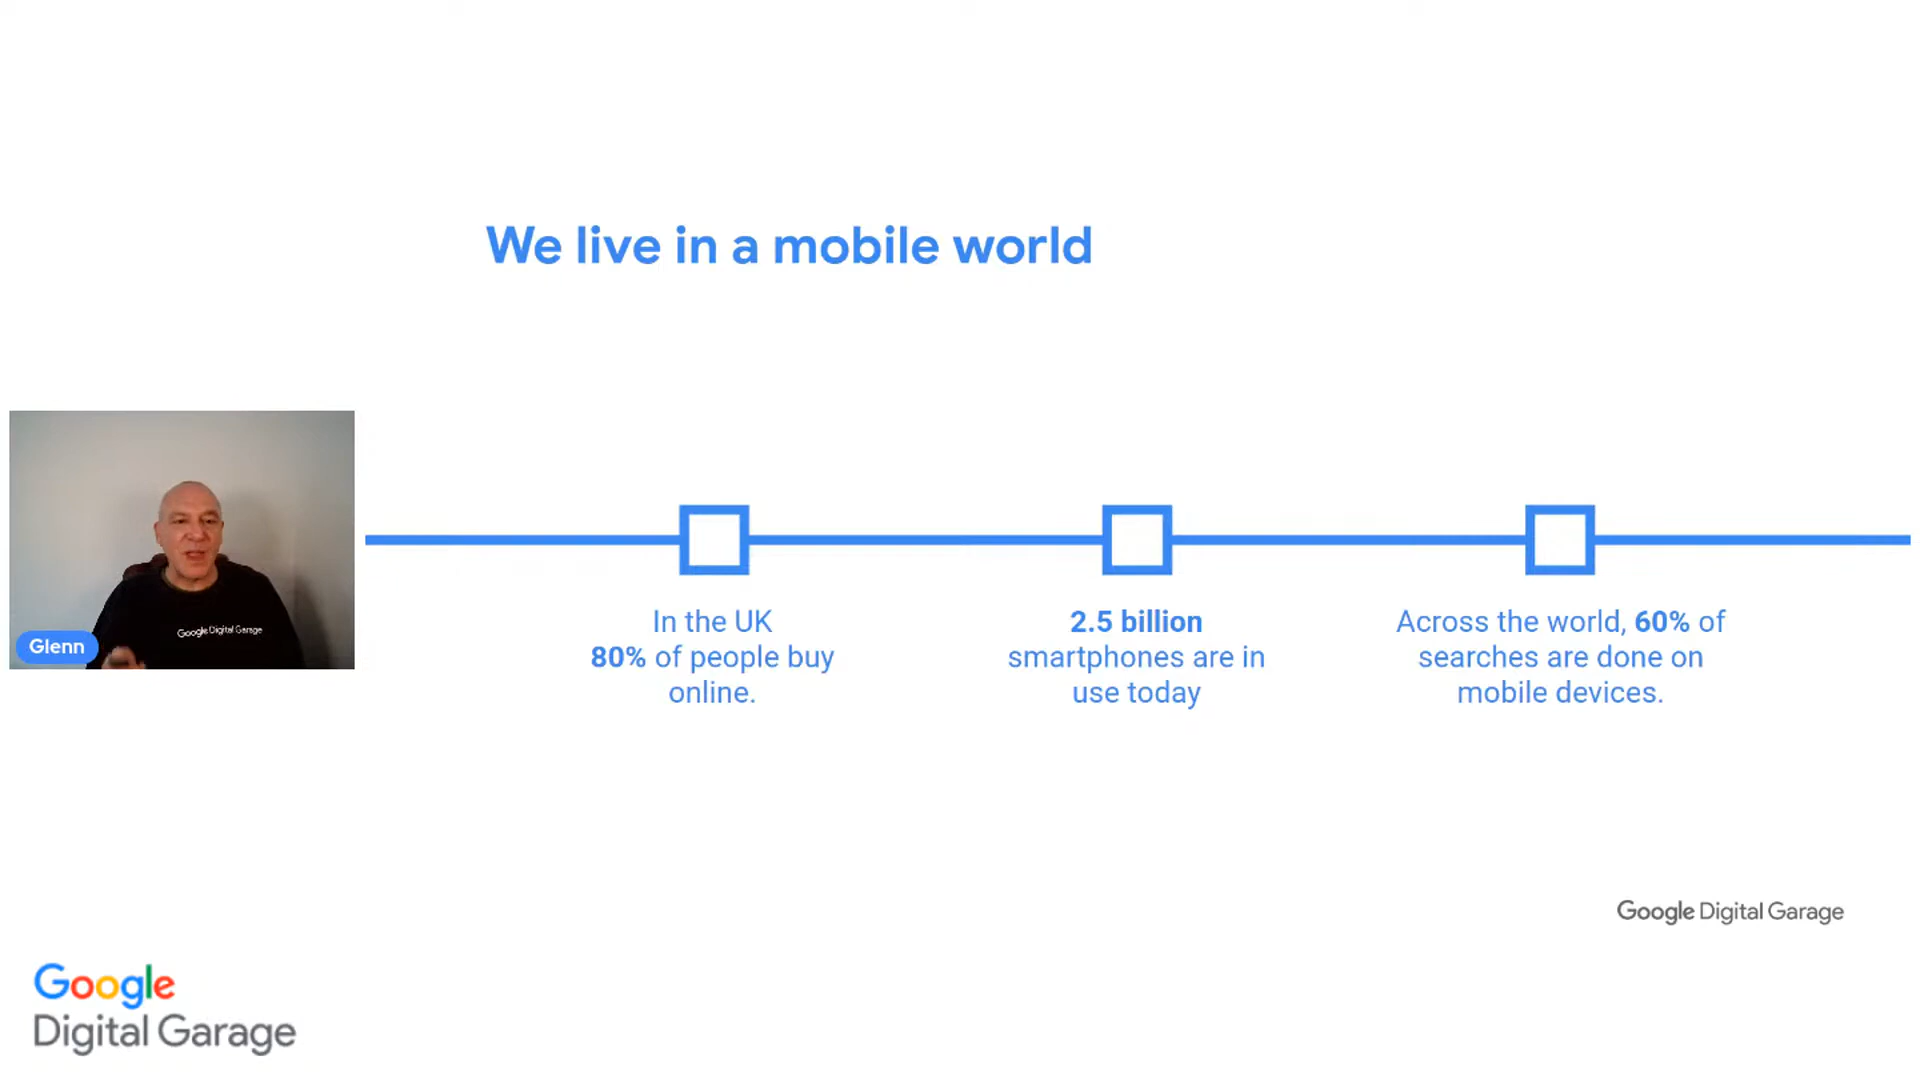 We live in a mobile world
Google Digital Garage
Glenn
In the UK
80% of people buy
online.
2.5 billion
smartphones are in
use today
Across the world, 60% of
searches are done on
mobile devices.
Google Digital Garage
Google
Digital Garage